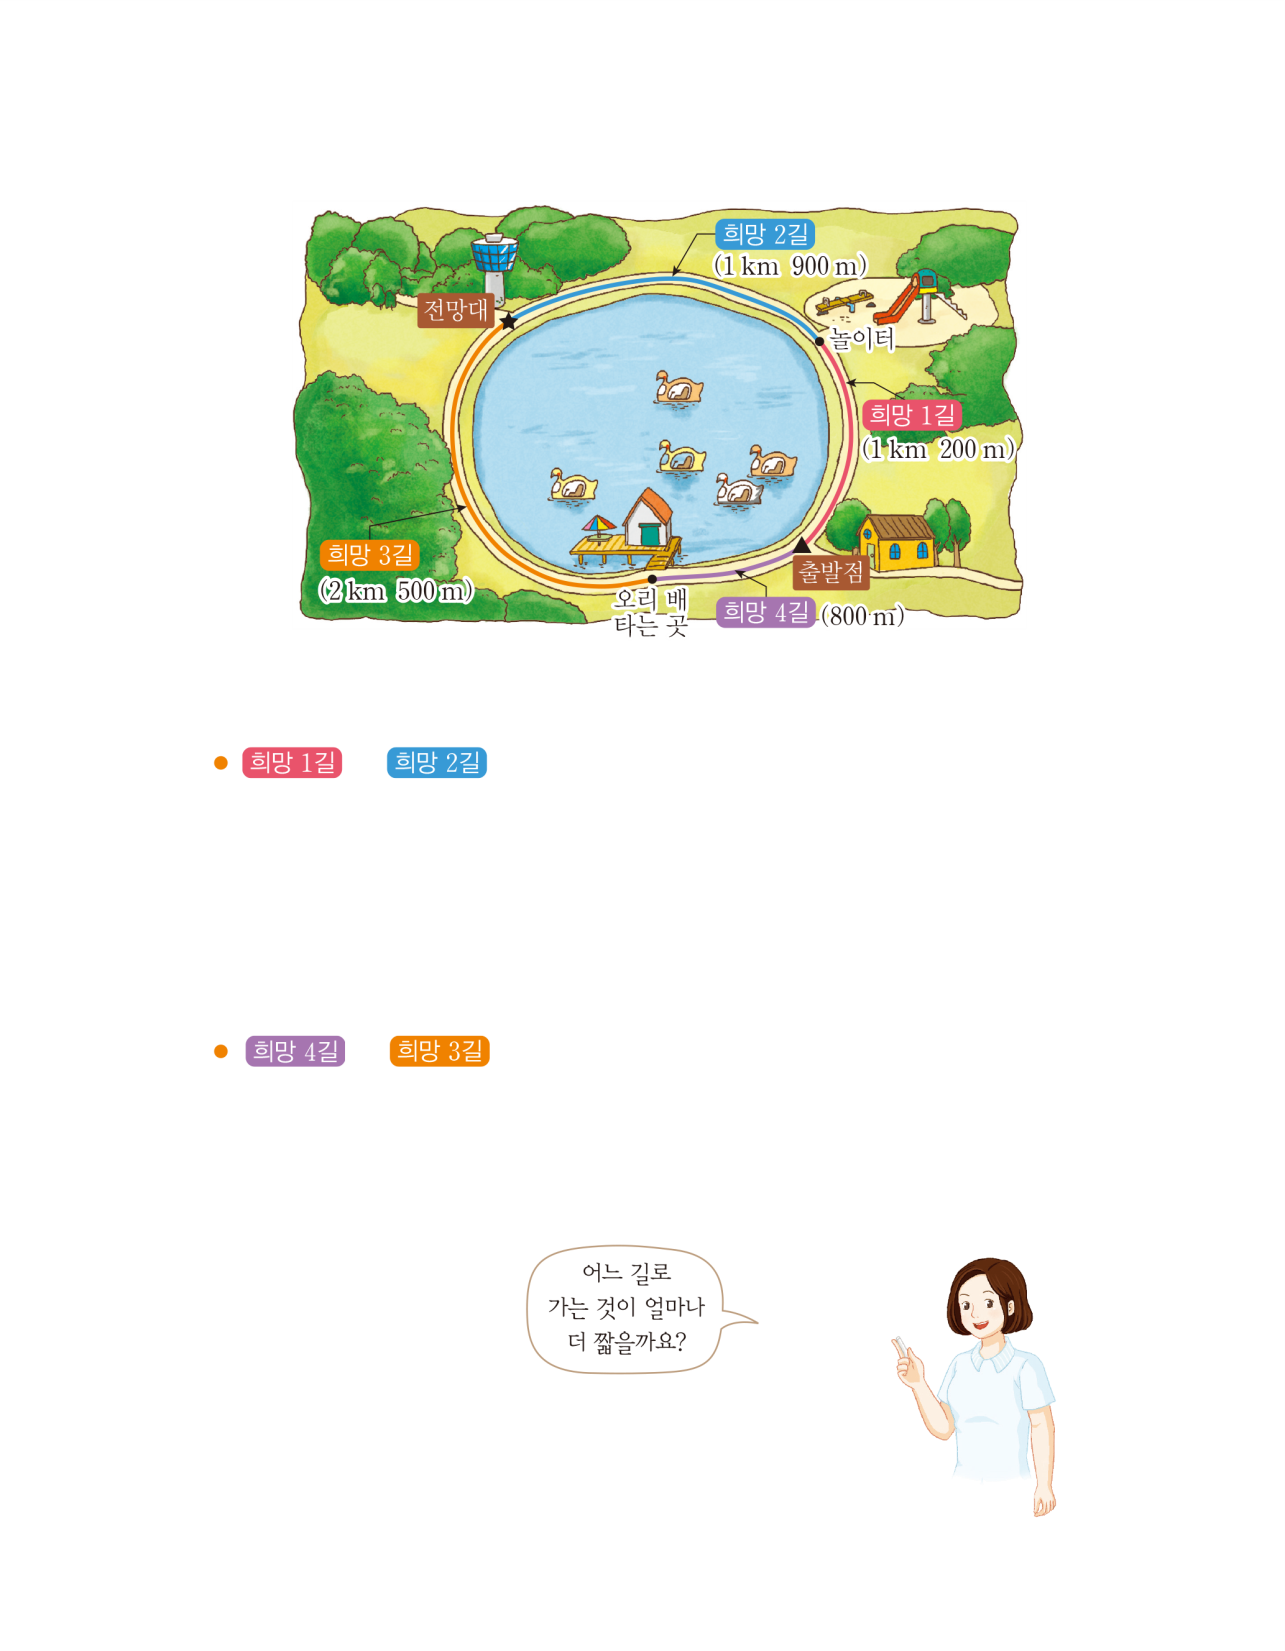 희망 2길
(1 km 900 m)
전망대
놀이터
희망 1길
(1 km 200 m)
희망 3길
(2 km 500 m)
출발점
오리 배
타는 곳
희망 4길 (800 m)
● 희망 1길 희망 2길
● 희망 4길 희망 3길
어느 길로
가는 것이 얼마나
더 짧을까요?